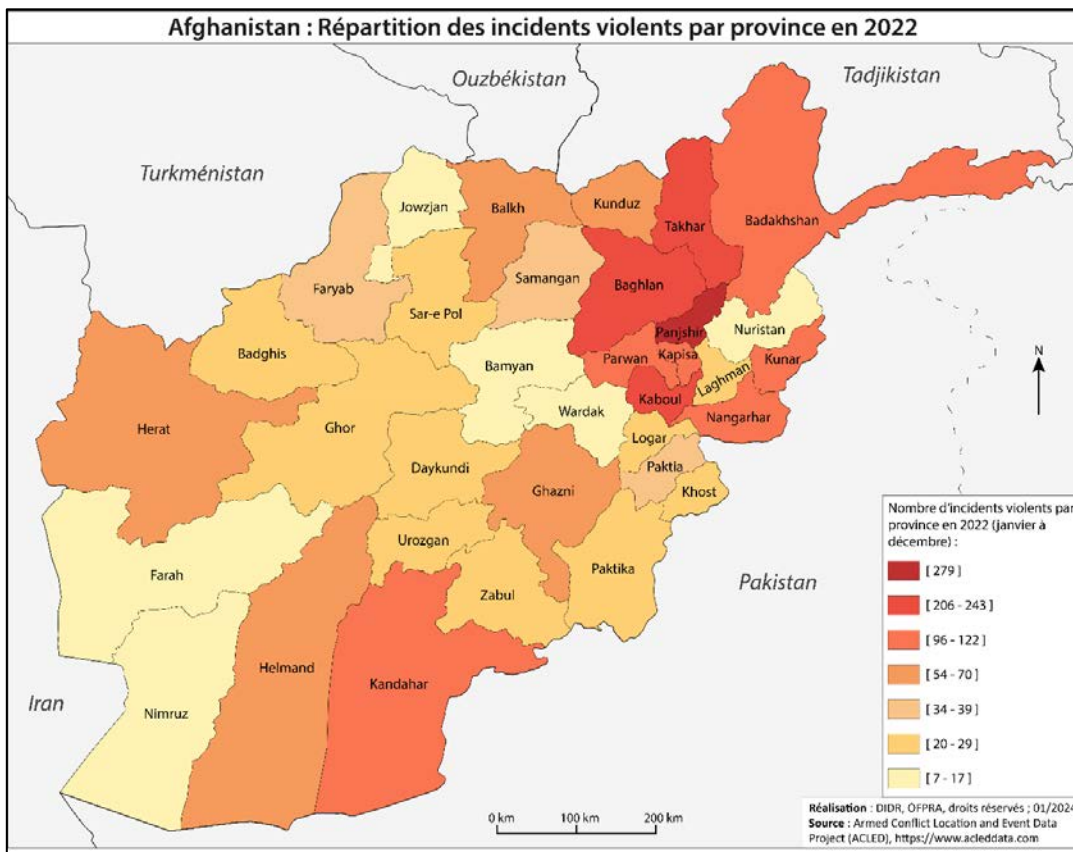 Afghanistan : Répartition des incidents violents par province en 2022
Ouzbékistan
Tadjikistan
Turkménistan
Jowzjan
Balkh
Kunduz
Takhar
Badakhshan
Faryab
Samangan
Baghlan
Sar-e Pol
Panjshir
Nuristan
Badghis
Bamyan
Parwan
Kapisa
Kunar
Laghman
Kaboul
Wardak
Nangarhar
Herat
Ghor
Logar
Daykundi
Paktia
Ghazni
Khost
Urozgan
Farah
Paktika
Zabul
Pakistan
Helmand
Kandahar
Iran
Nimruz
N
Nombre d'incidents violents par
province en 2022 (janvier à
décembre) :
[ 279 ]
[ 206 - 243 ]
[ 96 - 122 ]
[ 54 - 70 ]
[ 34 - 39 ]
[ 20 - 29 ]
[ 7 - 17 ]
0 km 100 km 200 km
Réalisation : DIDR, OFPRA, droits réservés ; 01/2024
Source : Armed Conflict Location and Event Data
Project (ACLED), https://www.acleddata.com